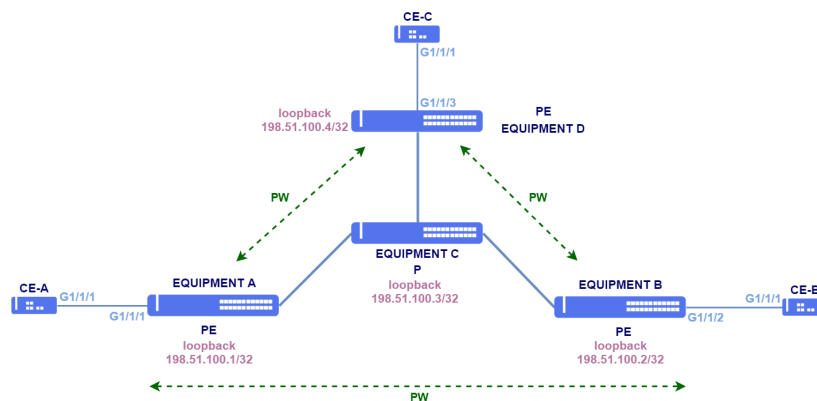 CE-C
G1/1/1
G1/1/3
loopback
198.51.100.4/32
PE
EQUIPMENT D
PW
PW
EQUIPMENT C
P
loopback
198.51.100.3/32
CE-A
G1/1/1
G1/1/1
EQUIPMENT A
PE
loopback
198.51.100.1/32
EQUIPMENT B
PE
loopback
198.51.100.2/32
G1/1/2
G1/1/1
CE-B
PW